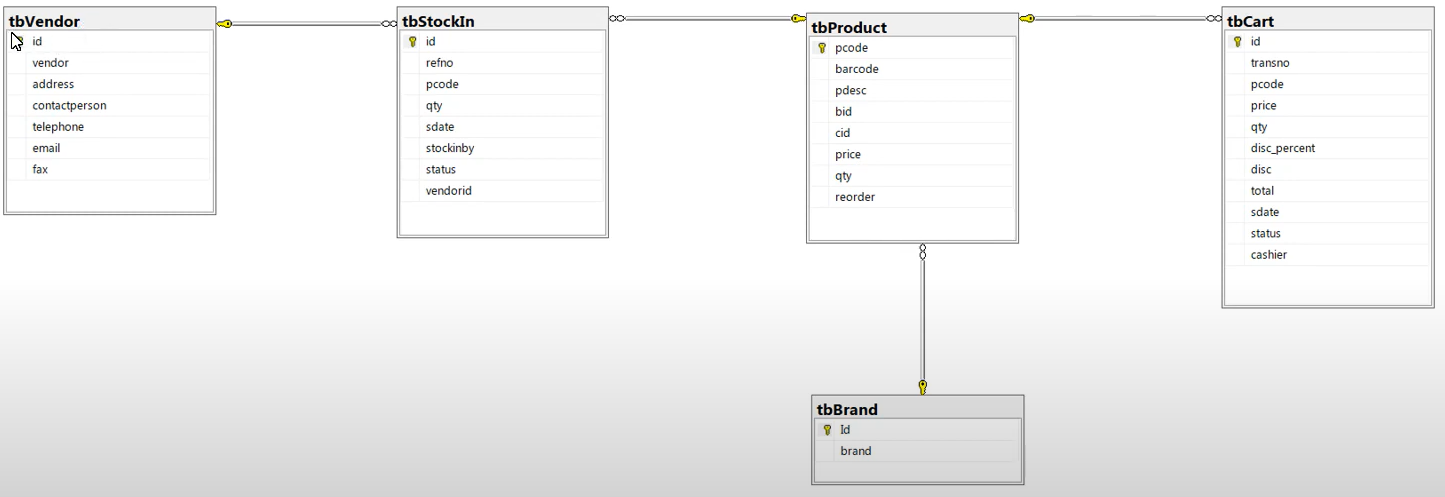 tbVendor
id
vendor
address
contactperson
telephone
email
fax
tbStockIn
id
refno
pcode
qty
sdate
stockinby
status
vendorid
tbProduct
pcode
barcode
pdesc
bid
cid
price
qty
reorder
tbCart
id
transno
pcode
price
qty
disc_percent
disc
total
sdate
status
cashier
tbBrand
Id
brand